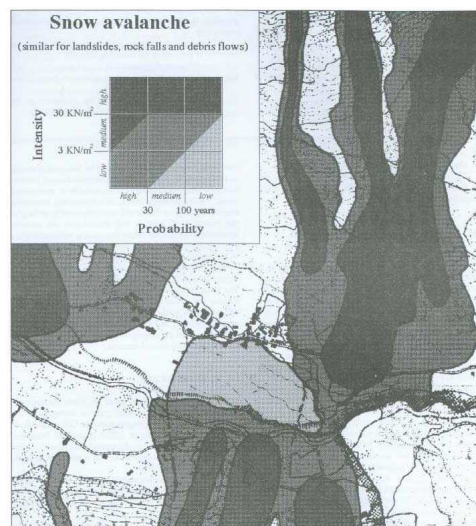 Snow avalanche
(similar for landslides, rock falls and debris flows)
Intensity
high
30 KN/m²
medium
3 KN/m²
low
high
medium
low
30
100 years
Probability